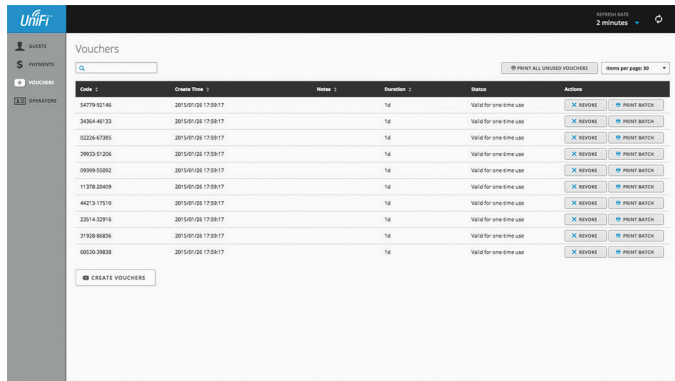 UniFi
REFRESH RATE
2 minutes
GUESTS
PAYMENTS
VOUCHERS
OPERATORS
Vouchers
PRINT ALL UNUSED VOUCHERS Items per page: 50
Code Create Time Notes Duration Status Actions
54779-92146 2015/01/26 17:59:17 1d Valid for one-time use REVOKE PRINT BATCH
34364-46133 2015/01/26 17:59:17 1d Valid for one-time use REVOKE PRINT BATCH
02226-67385 2015/01/26 17:59:17 1d Valid for one-time use REVOKE PRINT BATCH
39933-51206 2015/01/26 17:59:17 1d Valid for one-time use REVOKE PRINT BATCH
09399-55092 2015/01/26 17:59:17 1d Valid for one-time use REVOKE PRINT BATCH
11378-20409 2015/01/26 17:59:17 1d Valid for one-time use REVOKE PRINT BATCH
44213-17510 2015/01/26 17:59:17 1d Valid for one-time use REVOKE PRINT BATCH
23514-32916 2015/01/26 17:59:17 1d Valid for one-time use REVOKE PRINT BATCH
31928-86836 2015/01/26 17:59:17 1d Valid for one-time use REVOKE PRINT BATCH
60530-39838 2015/01/26 17:59:17 1d Valid for one-time use REVOKE PRINT BATCH
CREATE VOUCHERS